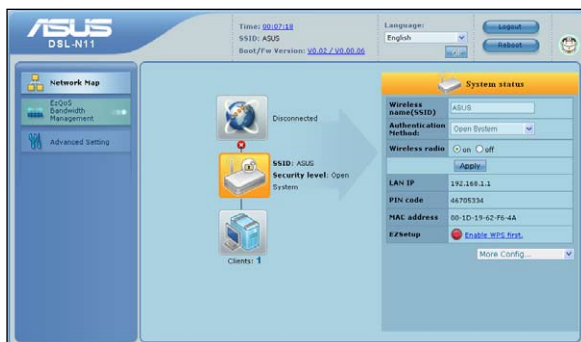 ASUS
DSL-N11
Time: 00:07:18
SSID: ASUS
Boot/Fw Version: V0.02 / V0.00.06
Language:
English
Logout
Reboot
Network Map
EzQoS
Bandwidth
Management
Advanced Setting
Disconnected
SSID: ASUS
Security level: Open
System
Clients: 1
System status
Wireless
name(SSID)
ASUS
Authentication
Method:
Open System
Wireless radio
on off
Apply
LAN IP 192.168.1.1
PIN code 46705334
MAC address 00-1D-19-62-F6-4A
EZSetup Enable WPS first.
More Config...